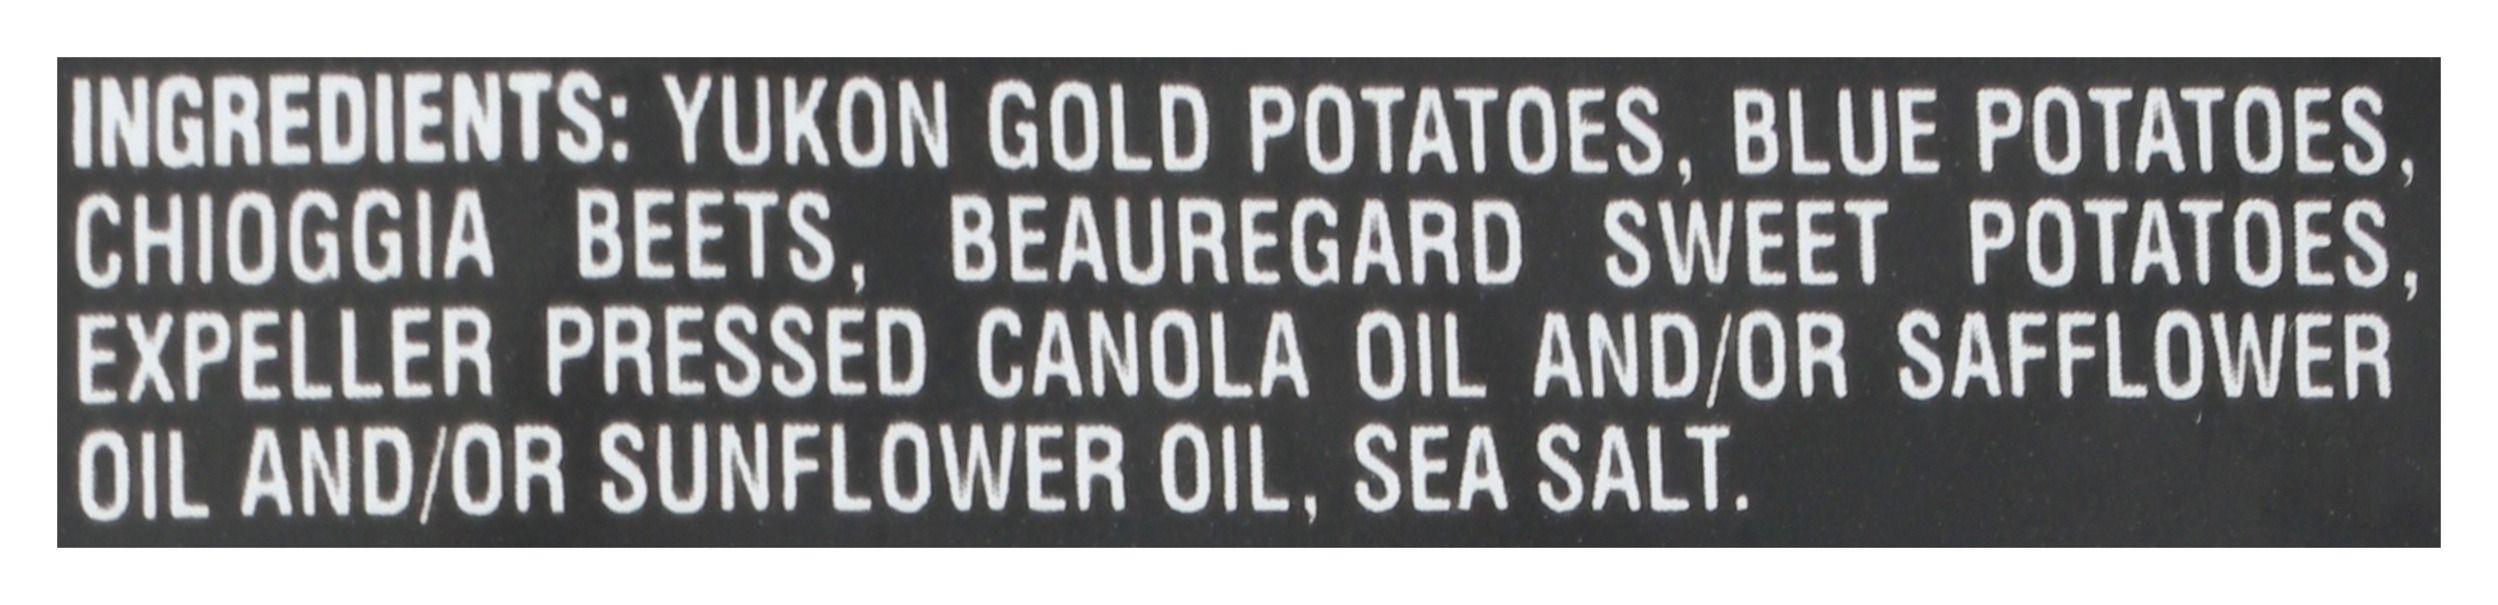 INGREDIENTS: YUKON GOLD POTATOES, BLUE POTATOES,
CHIOGGIA BEETS, BEAUREGARD SWEET POTATOES,
EXPELLER PRESSED CANOLA OIL AND/OR SAFFLOWER
OIL AND/OR SUNFLOWER OIL, SEA SALT.